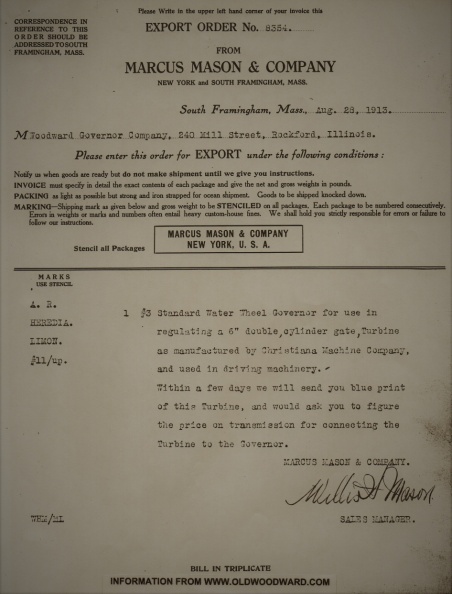 Please Write in the upper left hand corner of your invoice this
CORRESPONDENCE IN
REFERENCE TO THIS
ORDER SHOULD BE
ADDRESSED TO SOUTH
FRAMINGHAM, MASS.
EXPORT ORDER No. 8354.
FROM
MARCUS MASON & COMPANY
NEW YORK and SOUTH FRAMINGHAM, MASS.
South Framingham, Mass., Aug. 28, 1913.
M Woodward Governor Company, 240 Mill Street, Rockford, Illinois.
Please enter this order for EXPORT under the following conditions:
Notify us when goods are ready but do not make shipment until we give you instructions.
INVOICE must specify in detail the exact contents of each package and give the net and gross weights in pounds.
PACKING as light as possible but strong and iron strapped for ocean shipment. Goods to be shipped knocked down.
MARKING—Shipping mark as given below and gross weight to be STENCILED on all packages. Each package to be numbered consecutively.
Errors in weights or marks and numbers often entail heavy custom-house fines. We shall hold you strictly responsible for errors or failure to
follow our instructions.
Stencil all Packages
MARCUS MASON & COMPANY
NEW YORK, U. S. A.
MARKS
USE STENCIL
A. R.
HEREDIA.
LIMON.
#11/up.
1 #3 Standard Water Wheel Governor for use in
regulating a 6" double,cylinder gate,Turbine
as manufactured by Christiana Machine Company,
and used in driving machinery.
Within a few days we will send you blue print
of this Turbine, and would ask you to figure
the price on transmission for connecting the
Turbine to the Governor.
MARCUS MASON & COMPANY.
Willis H Mason
WHM/ML
SALES MANAGER.
BILL IN TRIPLICATE
INFORMATION FROM WWW.OLDWOODWARD.COM